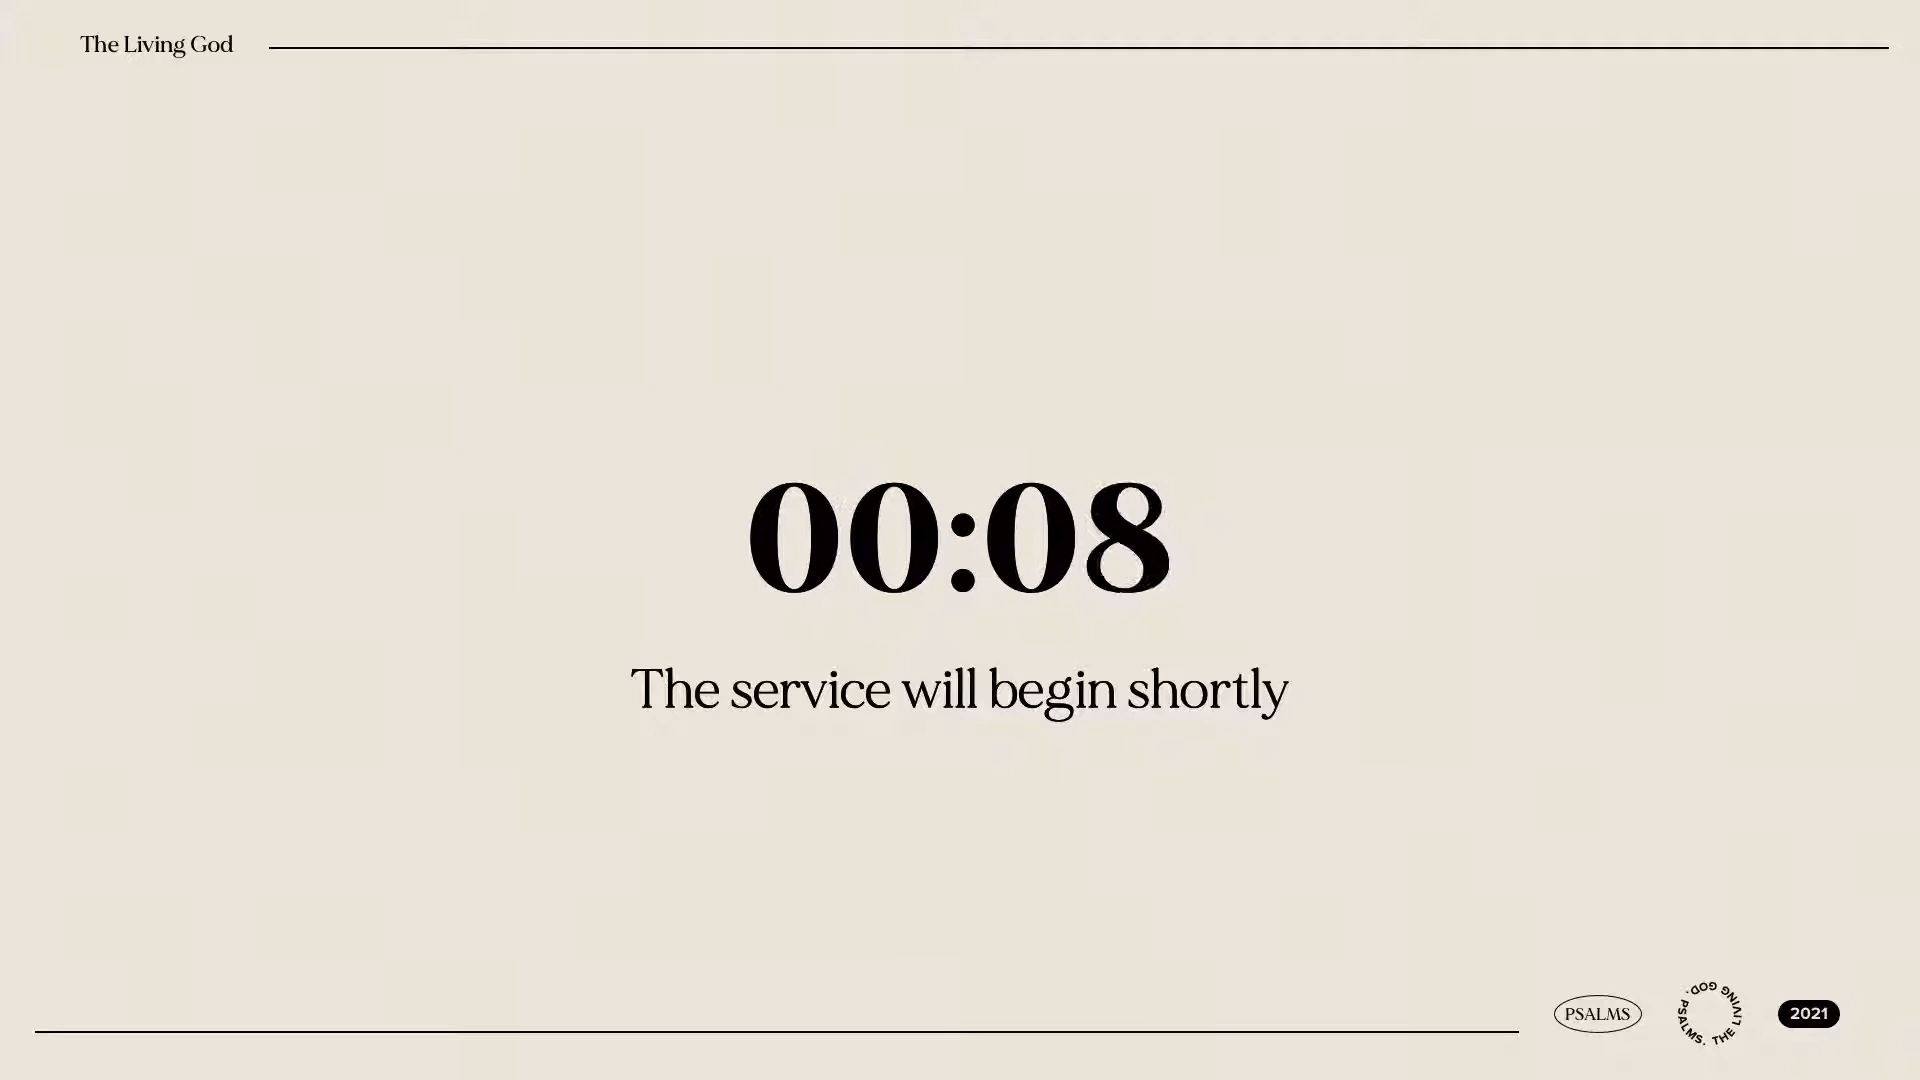 The Living God
00:08
The service will begin shortly
PSALMS
PSALMS. THE LIVING GOD.
2021